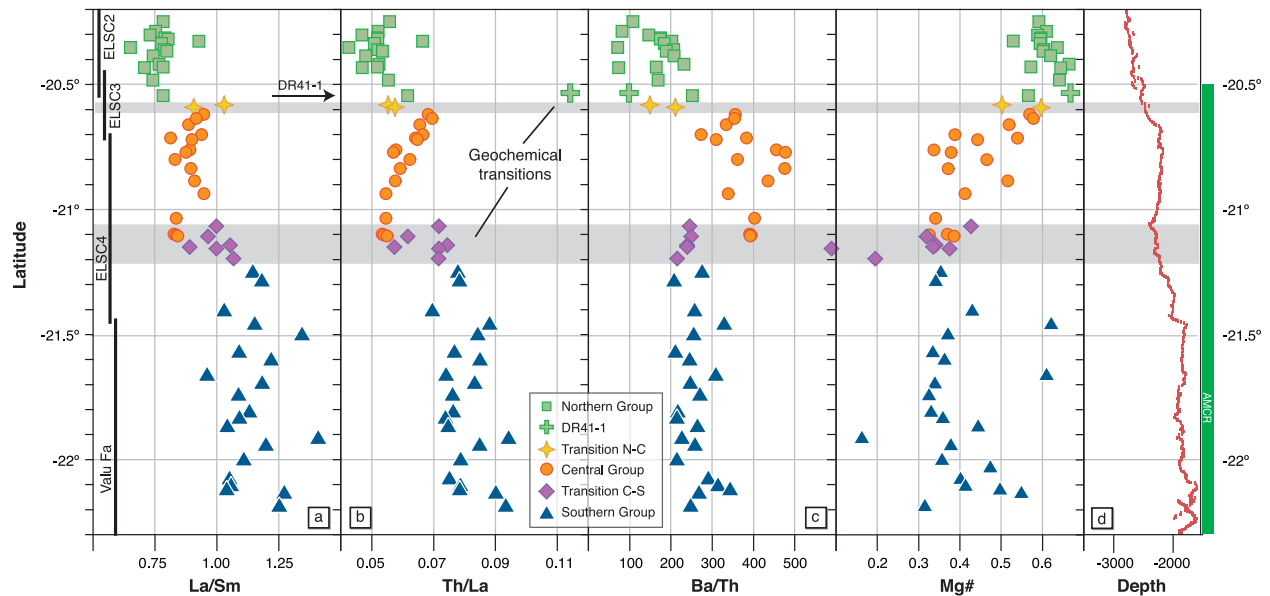 ELSC2
ELSC3
ELSC4
Valu Fa
Latitude
-20.5°
-21°
-21.5°
-22°
DR41-1
Geochemical
transitions
Northern Group
DR41-1
Transition N-C
Central Group
Transition C-S
Southern Group
a
b
c
d
AMCR
-20.5°
-21°
-21.5°
-22°
0.75 1.00 1.25
0.05 0.07 0.09 0.11
100 200 300 400 500
0.2 0.3 0.4 0.5 0.6
-3000 -2000
La/Sm
Th/La
Ba/Th
Mg#
Depth